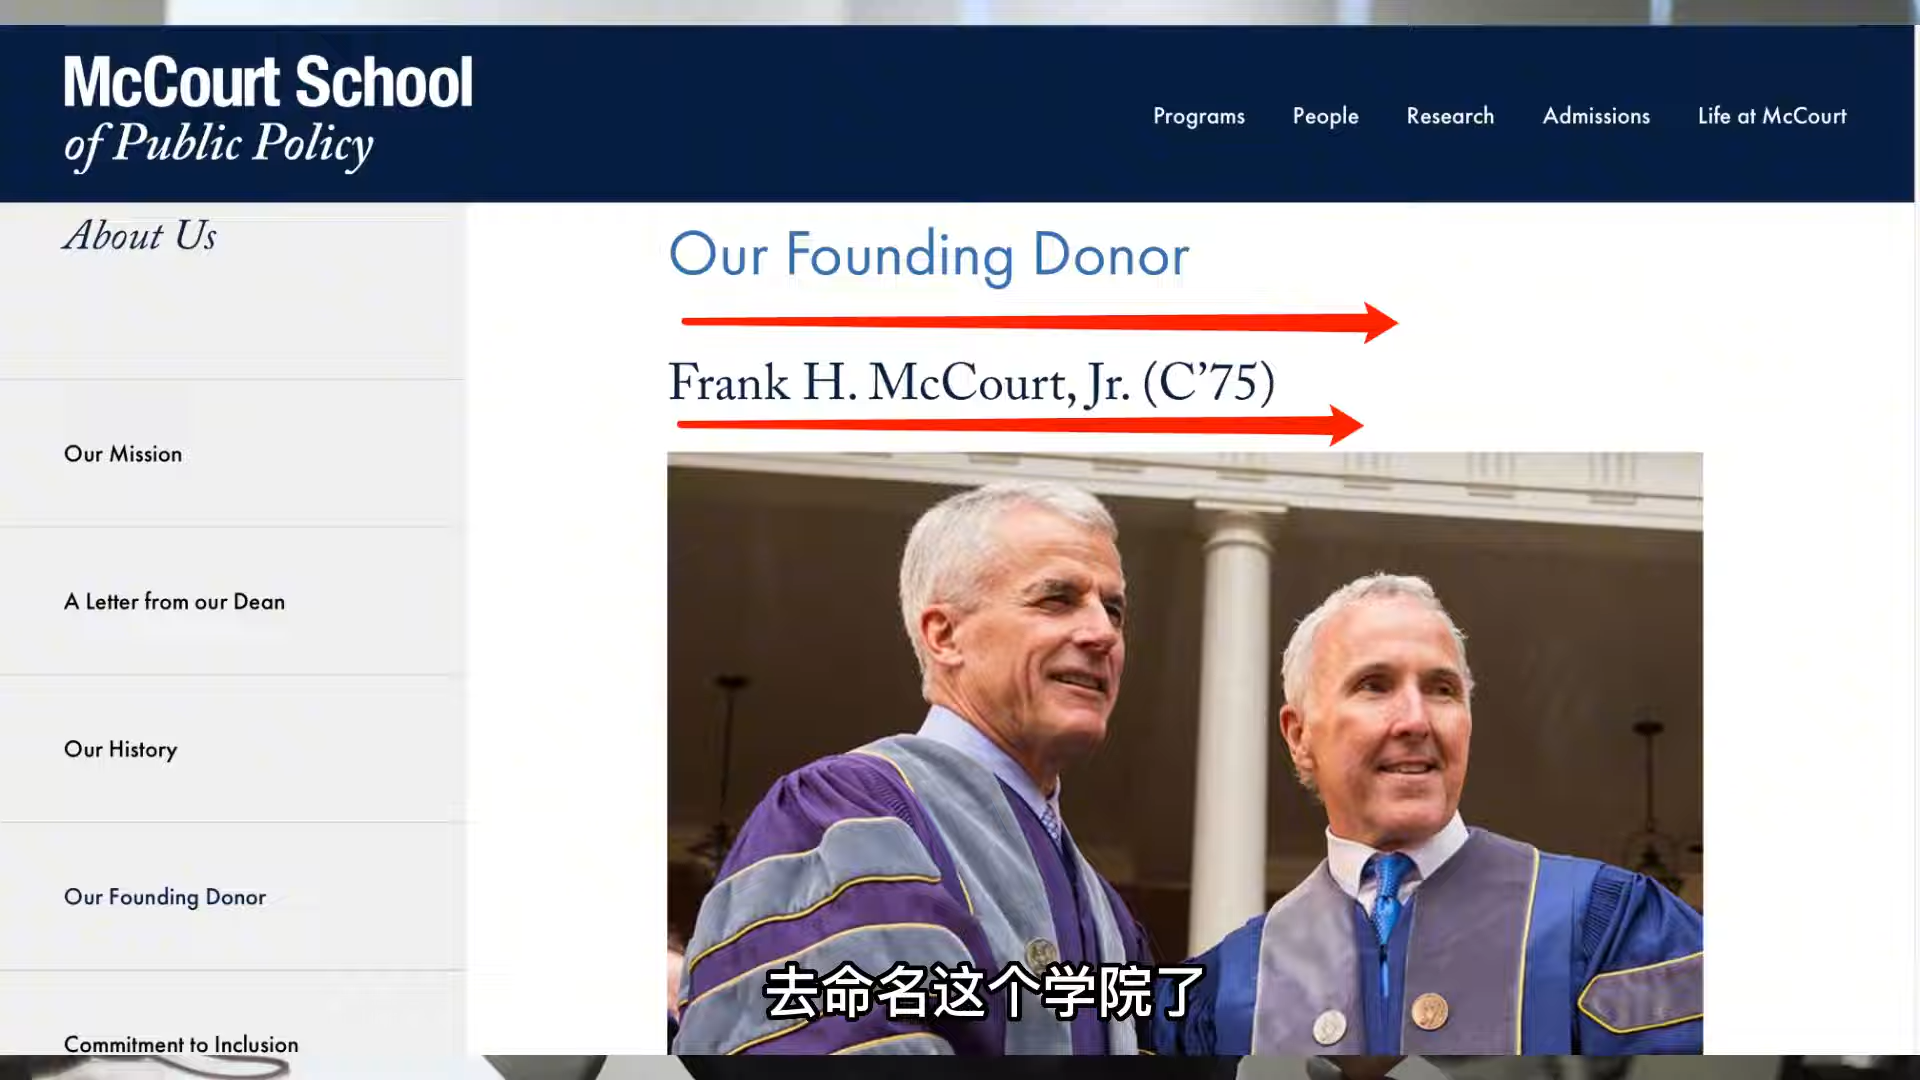 McCourt School
of Public Policy
Programs
People
Research
Admissions
Life at McCourt
About Us
Our Mission
A Letter from our Dean
Our History
Our Founding Donor
Commitment to Inclusion
Our Founding Donor
Frank H. McCourt, Jr. (C’75)
去命名这个学院了